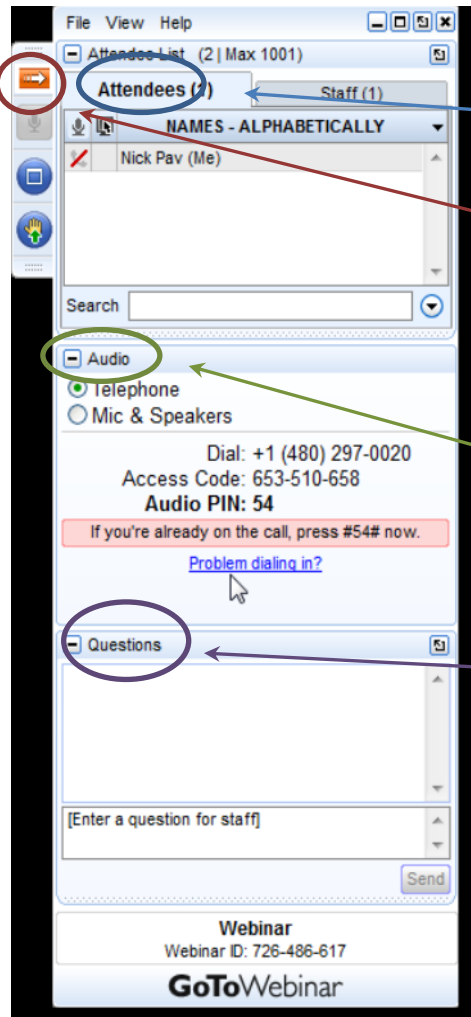 File View Help
Attendee List (2 | Max 1001)
Attendees (1)
Staff (1)
NAMES - ALPHABETICALLY
Nick Pav (Me)
Search
Audio
Telephone
Mic & Speakers
Dial: +1 (480) 297-0020
Access Code: 653-510-658
Audio PIN: 54
If you're already on the call, press #54# now.
Problem dialing in?
Questions
[Enter a question for staff]
Send
Webinar
Webinar ID: 726-486-617
GoToWebinar